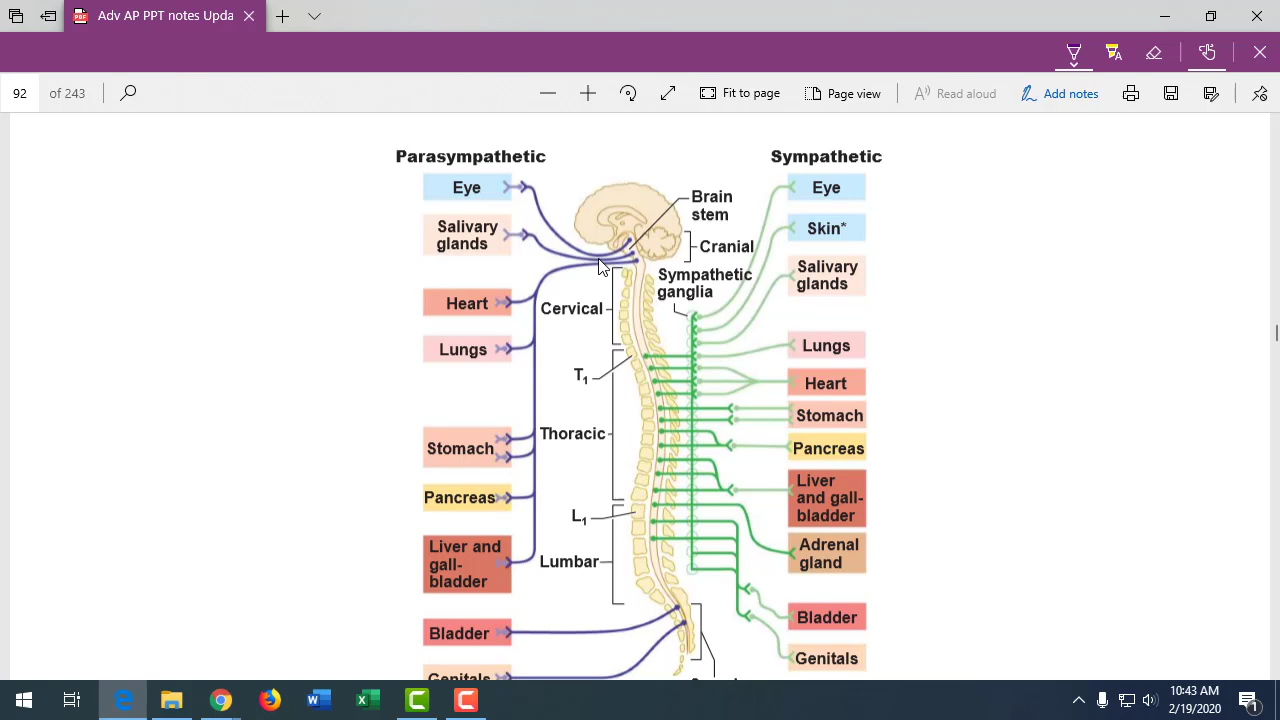 Adv AP PPT notes Upda
92 of 243
Fit to page
Page view
Read aloud
Add notes
Parasympathetic
Sympathetic
Eye
Salivary
glands
Heart
Lungs
Stomach
Pancreas
Liver and
gall-
bladder
Bladder
Genitals
Brain
stem
Cranial
Sympathetic
ganglia
Cervical
T1
Thoracic
L1
Lumbar
Eye
Skin*
Salivary
glands
Lungs
Heart
Stomach
Pancreas
Liver
and gall-
bladder
Adrenal
gland
Bladder
Genitals
10:43 AM
2/19/2020
1